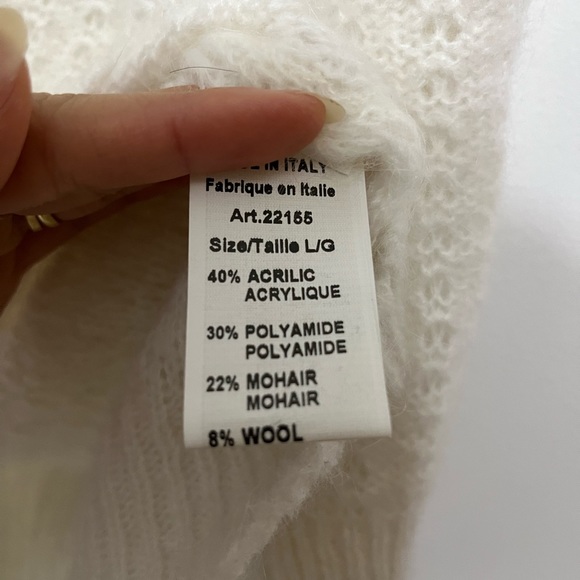 IN ITALY
Fabrique en Italie
Art.22155
Size/Taille L/G
40% ACRILIC
ACRYLIQUE
30% POLYAMIDE
POLYAMIDE
22% MOHAIR
MOHAIR
8% WOOL